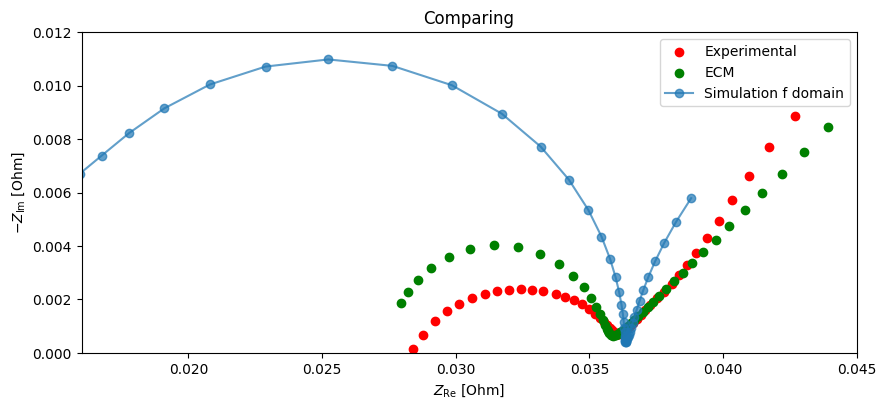 Comparing
Experimental
ECM
Simulation f domain
0.012
0.010
0.008
0.006
0.004
0.002
0.000
−Z_Im [Ohm]
0.020 0.025 0.030 0.035 0.040 0.045
Z_Re [Ohm]